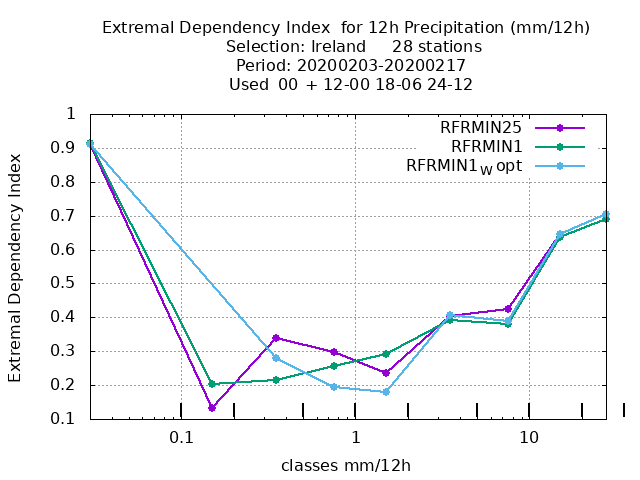 Extremal Dependency Index  for 12h Precipitation (mm/12h)
Selection: Ireland     28 stations
Period: 20200203-20200217
Used  00  + 12-00 18-06 24-12
RFRMIN25
RFRMIN1
RFRMIN1W opt
Extremal Dependency Index
1
0.9
0.8
0.7
0.6
0.5
0.4
0.3
0.2
0.1
0.1 1 10
classes mm/12h